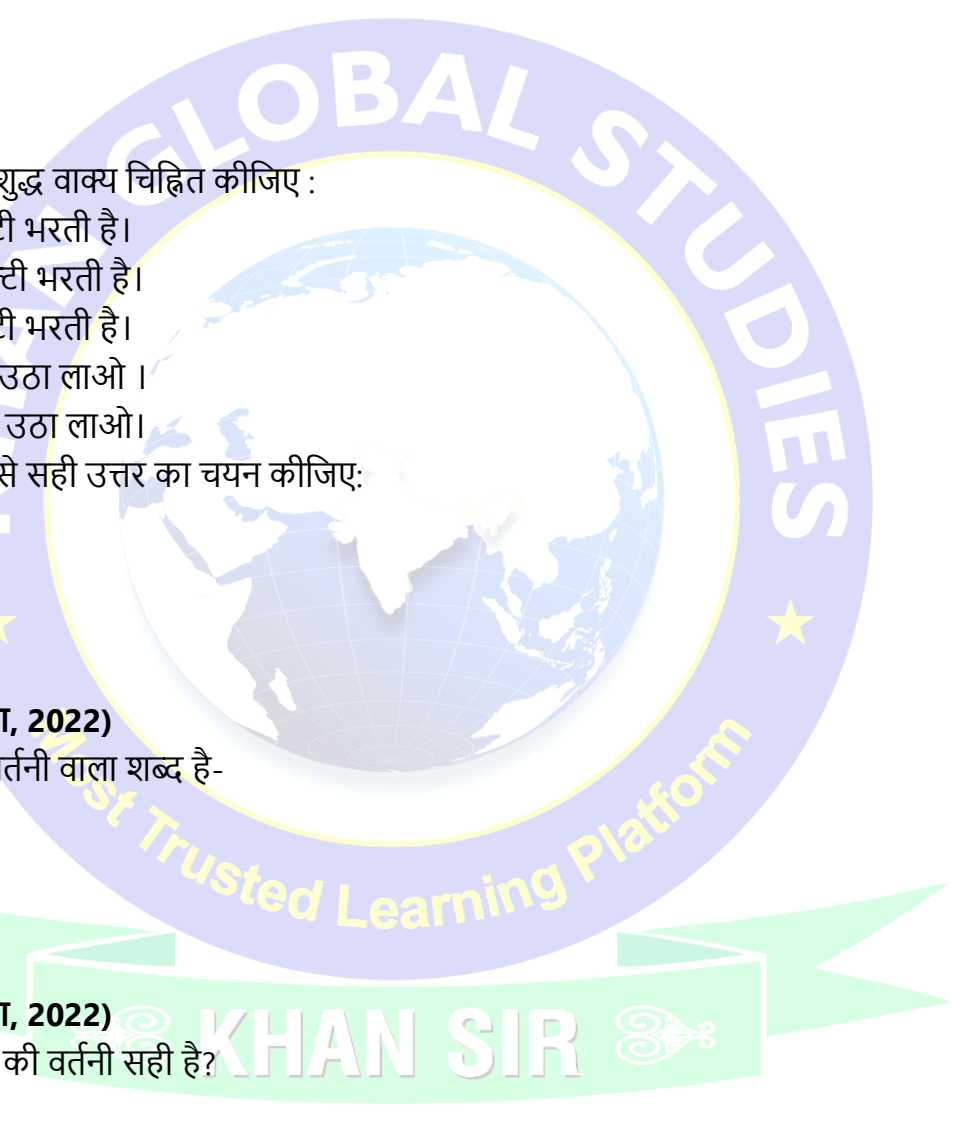 शुद्ध वाक्य चिह्नित कीजिए :
टी भरती है।
्टी भरती है।
टी भरती है।
उठा लाओ ।
उठा लाओ।
से सही उत्तर का चयन कीजिए:
2022)
र्तनी वाला शब्द है-
2022)
की वर्तनी सही है?
GLOBAL STUDIES
Most Trusted Learning Platform
KHAN SIR